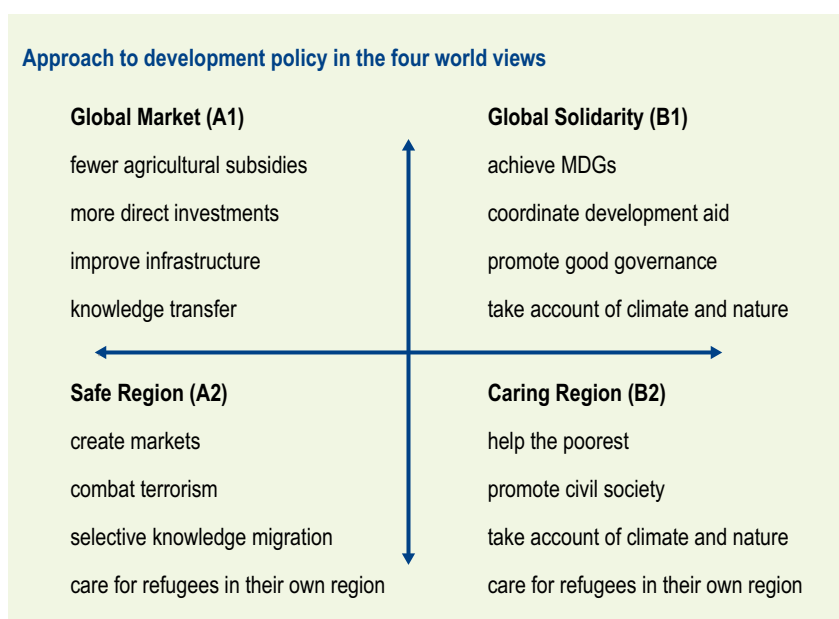 Approach to development policy in the four world views
Global Market (A1)
fewer agricultural subsidies
more direct investments
improve infrastructure
knowledge transfer
Global Solidarity (B1)
achieve MDGs
coordinate development aid
promote good governance
take account of climate and nature
Safe Region (A2)
create markets
combat terrorism
selective knowledge migration
care for refugees in their own region
Caring Region (B2)
help the poorest
promote civil society
take account of climate and nature
care for refugees in their own region